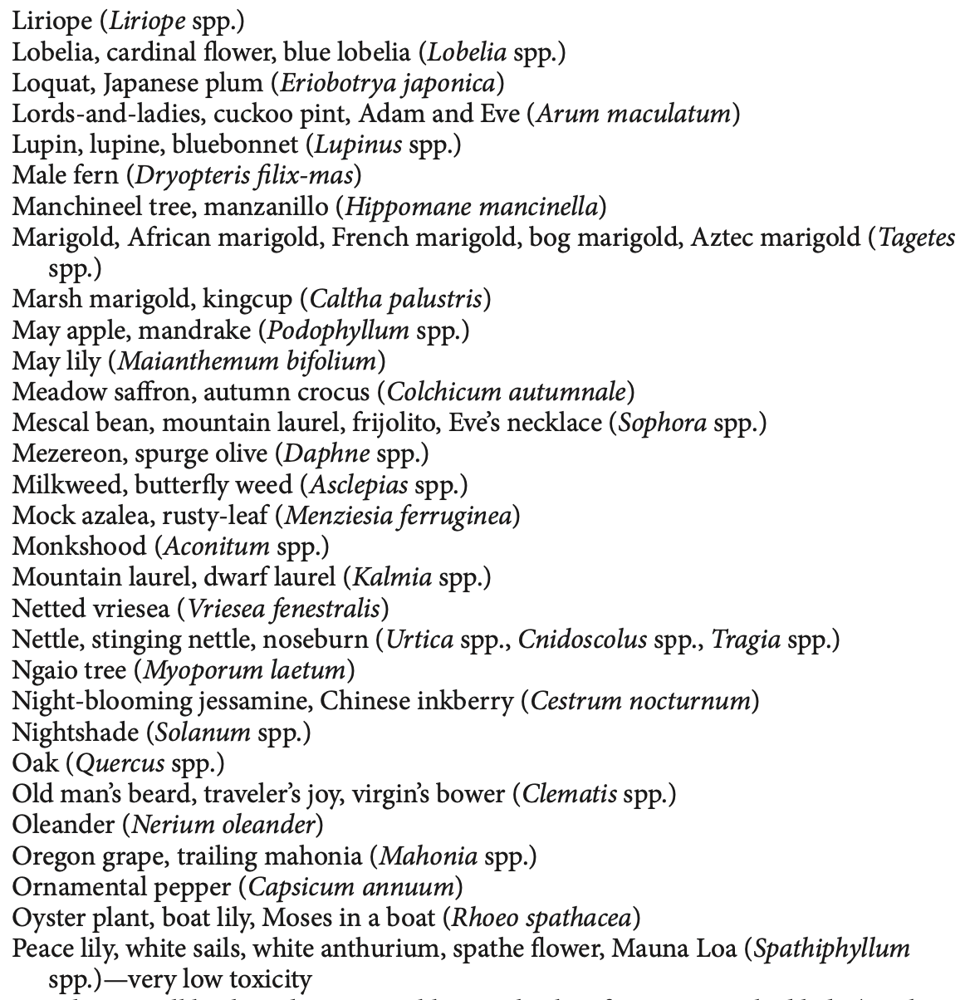 Liriope (Liriope spp.)
Lobelia, cardinal flower, blue lobelia (Lobelia spp.)
Loquat, Japanese plum (Eriobotrya japonica)
Lords-and-ladies, cuckoo pint, Adam and Eve (Arum maculatum)
Lupin, lupine, bluebonnet (Lupinus spp.)
Male fern (Dryopteris filix-mas)
Manchineel tree, manzanillo (Hippomane mancinella)
Marigold, African marigold, French marigold, bog marigold, Aztec marigold (Tagetes
spp.)
Marsh marigold, kingcup (Caltha palustris)
May apple, mandrake (Podophyllum spp.)
May lily (Maianthemum bifolium)
Meadow saffron, autumn crocus (Colchicum autumnale)
Mescal bean, mountain laurel, frijolito, Eve’s necklace (Sophora spp.)
Mezereon, spurge olive (Daphne spp.)
Milkweed, butterfly weed (Asclepias spp.)
Mock azalea, rusty-leaf (Menziesia ferruginea)
Monkshood (Aconitum spp.)
Mountain laurel, dwarf laurel (Kalmia spp.)
Netted vriesea (Vriesea fenestralis)
Nettle, stinging nettle, noseburn (Urtica spp., Cnidoscolus spp., Tragia spp.)
Ngaio tree (Myoporum laetum)
Night-blooming jessamine, Chinese inkberry (Cestrum nocturnum)
Nightshade (Solanum spp.)
Oak (Quercus spp.)
Old man’s beard, traveler’s joy, virgin’s bower (Clematis spp.)
Oleander (Nerium oleander)
Oregon grape, trailing mahonia (Mahonia spp.)
Ornamental pepper (Capsicum annuum)
Oyster plant, boat lily, Moses in a boat (Rhoeo spathacea)
Peace lily, white sails, white anthurium, spathe flower, Mauna Loa (Spathiphyllum
spp.)—very low toxicity